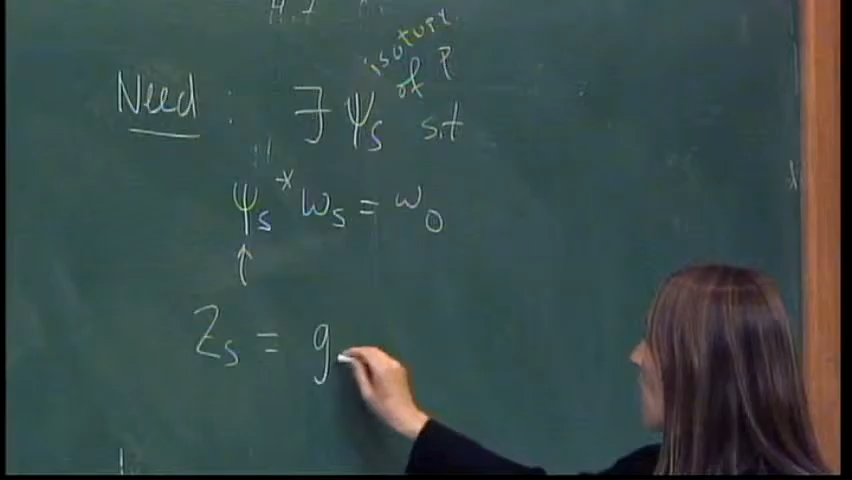 isotopy
of P
Need : ∃ ψₛ s.t
ψₛ* ωₛ = ω₀
↑
Zₛ = g